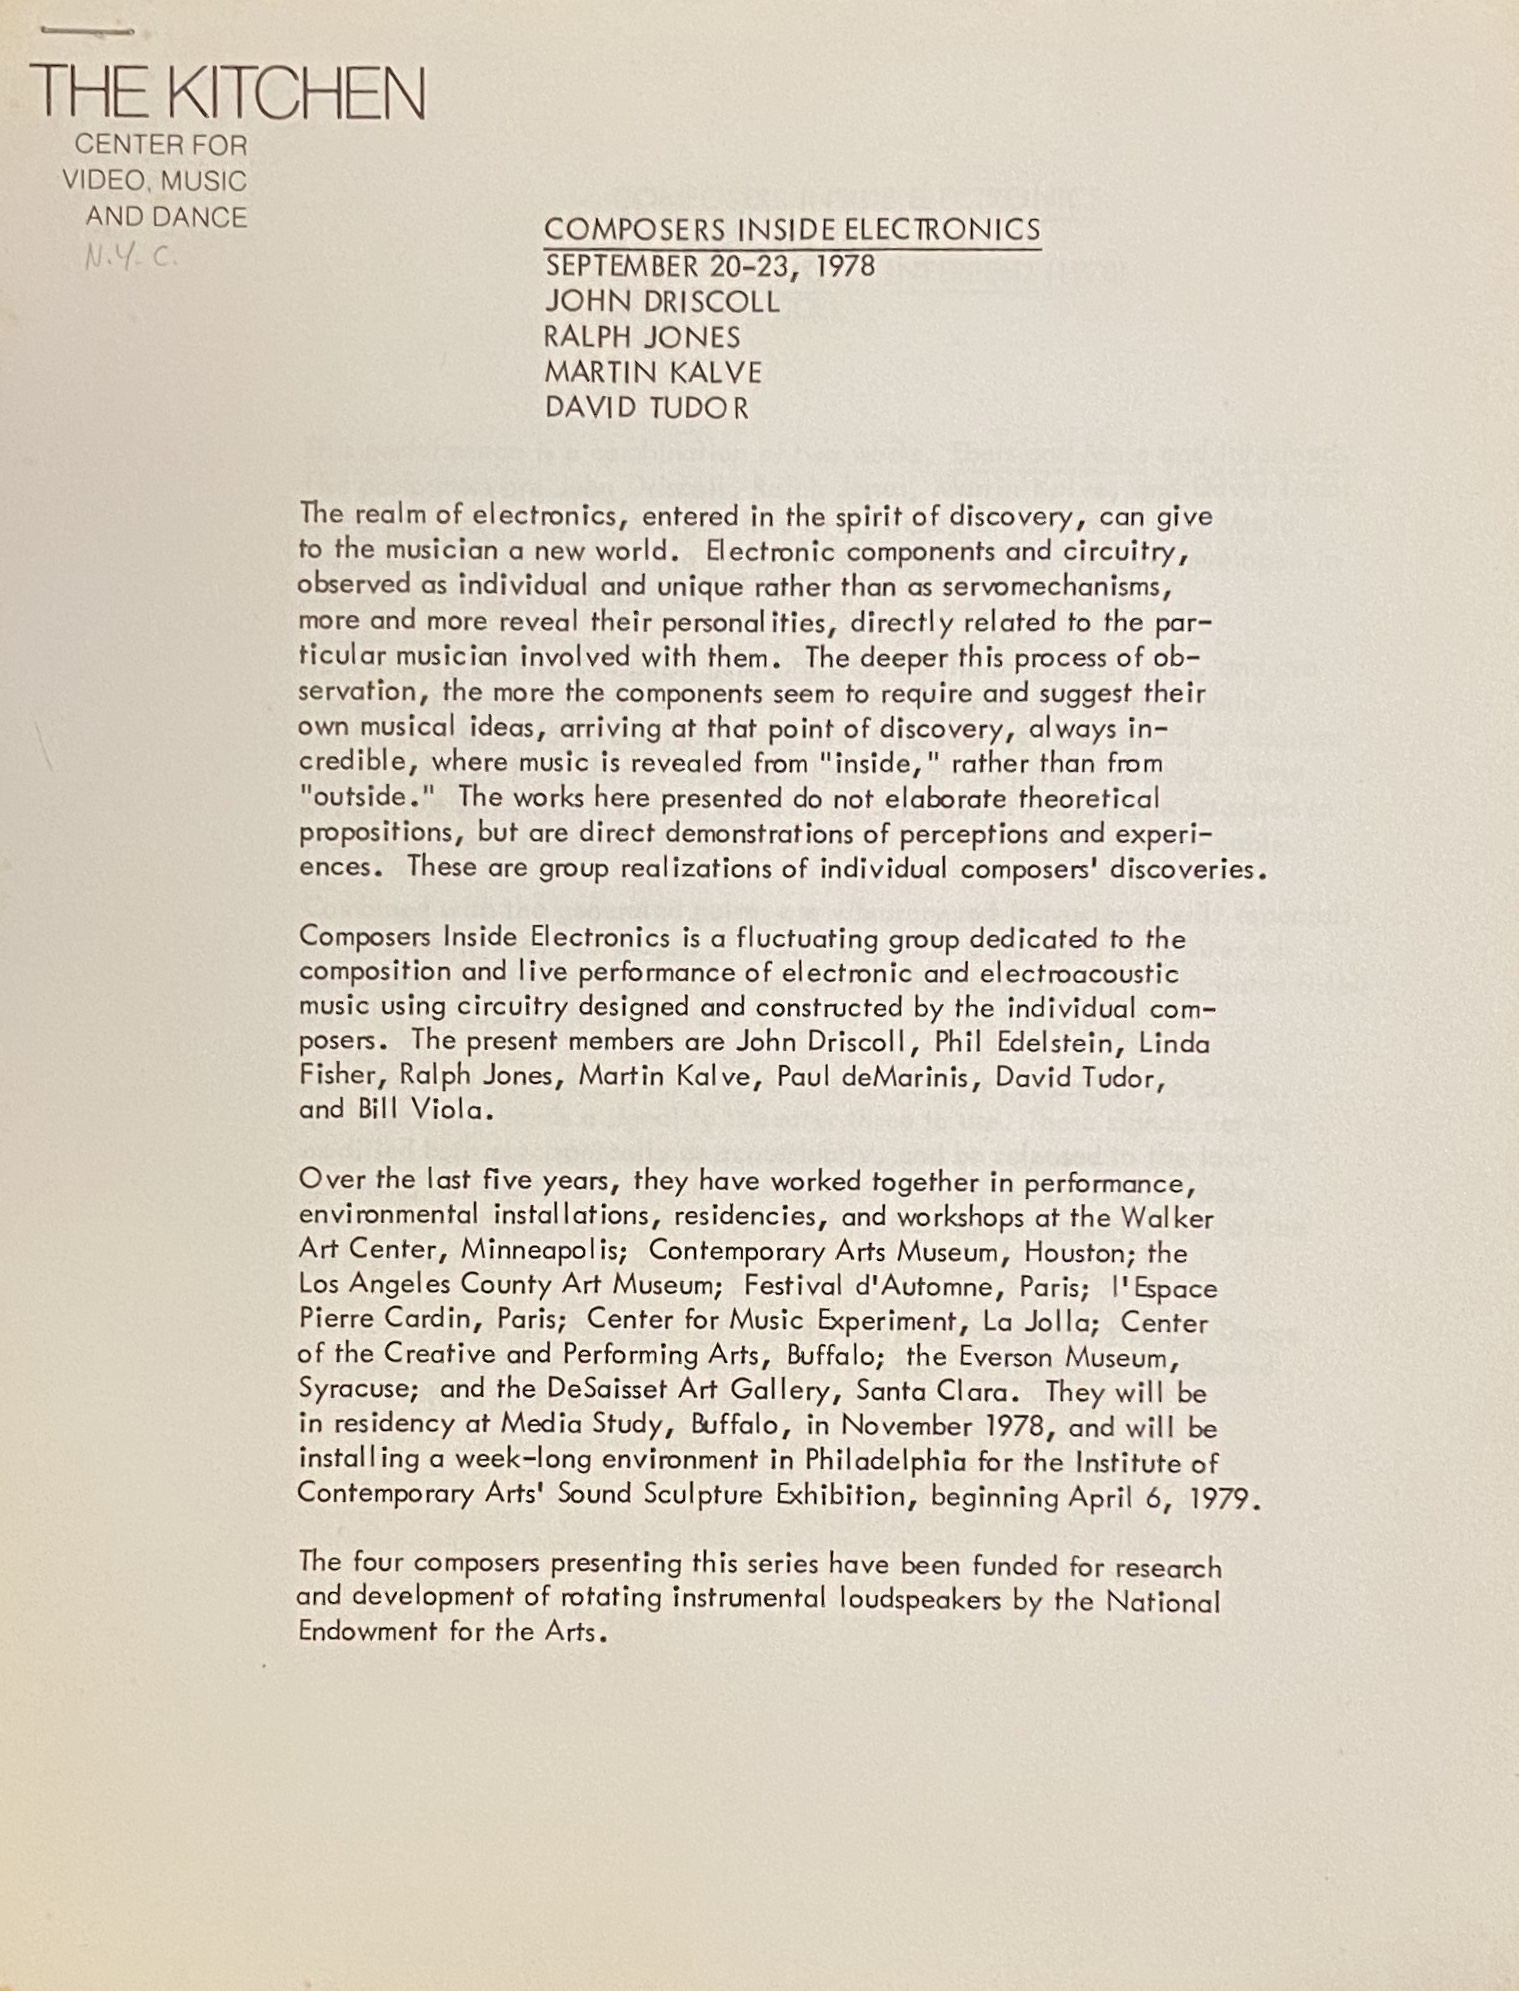 THE KITCHEN
CENTER FOR
VIDEO, MUSIC
AND DANCE
N.Y.C.
COMPOSERS INSIDE ELECTRONICS
SEPTEMBER 20-23, 1978
JOHN DRISCOLL
RALPH JONES
MARTIN KALVE
DAVID TUDOR
The realm of electronics, entered in the spirit of discovery, can give
to the musician a new world. Electronic components and circuitry,
observed as individual and unique rather than as servomechanisms,
more and more reveal their personalities, directly related to the par-
ticular musician involved with them. The deeper this process of ob-
servation, the more the components seem to require and suggest their
own musical ideas, arriving at that point of discovery, always in-
credible, where music is revealed from "inside," rather than from
"outside." The works here presented do not elaborate theoretical
propositions, but are direct demonstrations of perceptions and experi-
ences. These are group realizations of individual composers' discoveries.
Composers Inside Electronics is a fluctuating group dedicated to the
composition and live performance of electronic and electroacoustic
music using circuitry designed and constructed by the individual com-
posers. The present members are John Driscoll, Phil Edelstein, Linda
Fisher, Ralph Jones, Martin Kalve, Paul deMarinis, David Tudor,
and Bill Viola.
Over the last five years, they have worked together in performance,
environmental installations, residencies, and workshops at the Walker
Art Center, Minneapolis; Contemporary Arts Museum, Houston; the
Los Angeles County Art Museum; Festival d'Automne, Paris; l'Espace
Pierre Cardin, Paris; Center for Music Experiment, La Jolla; Center
of the Creative and Performing Arts, Buffalo; the Everson Museum,
Syracuse; and the DeSaisset Art Gallery, Santa Clara. They will be
in residency at Media Study, Buffalo, in November 1978, and will be
installing a week-long environment in Philadelphia for the Institute of
Contemporary Arts' Sound Sculpture Exhibition, beginning April 6, 1979.
The four composers presenting this series have been funded for research
and development of rotating instrumental loudspeakers by the National
Endowment for the Arts.